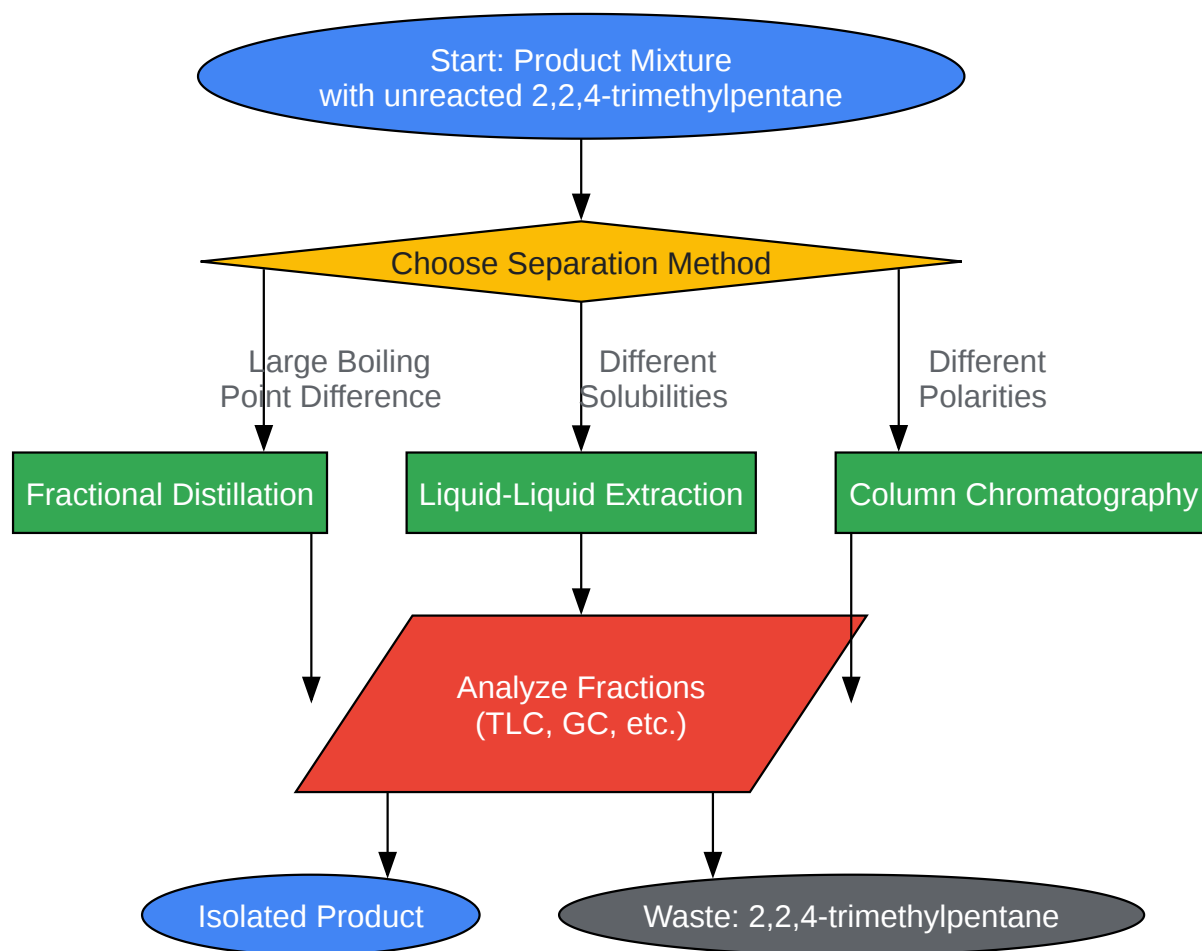 Start: Product Mixture
with unreacted 2,2,4-trimethylpentane
Choose Separation Method
Large Boiling
Point Difference
Different
Solubilities
Different
Polarities
Fractional Distillation
Liquid-Liquid Extraction
Column Chromatography
Analyze Fractions
(TLC, GC, etc.)
Isolated Product
Waste: 2,2,4-trimethylpentane